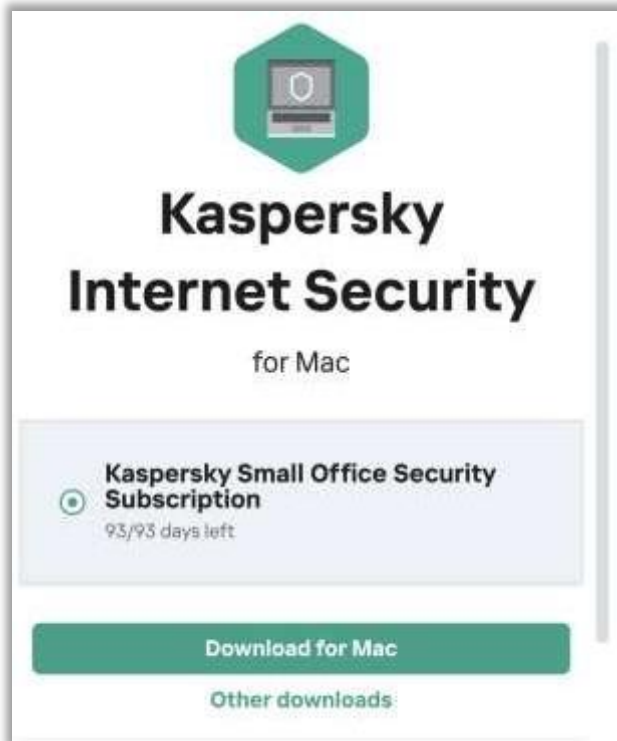 Kaspersky
Internet Security
for Mac
Kaspersky Small Office Security
Subscription
93/93 days left
Download for Mac
Other downloads